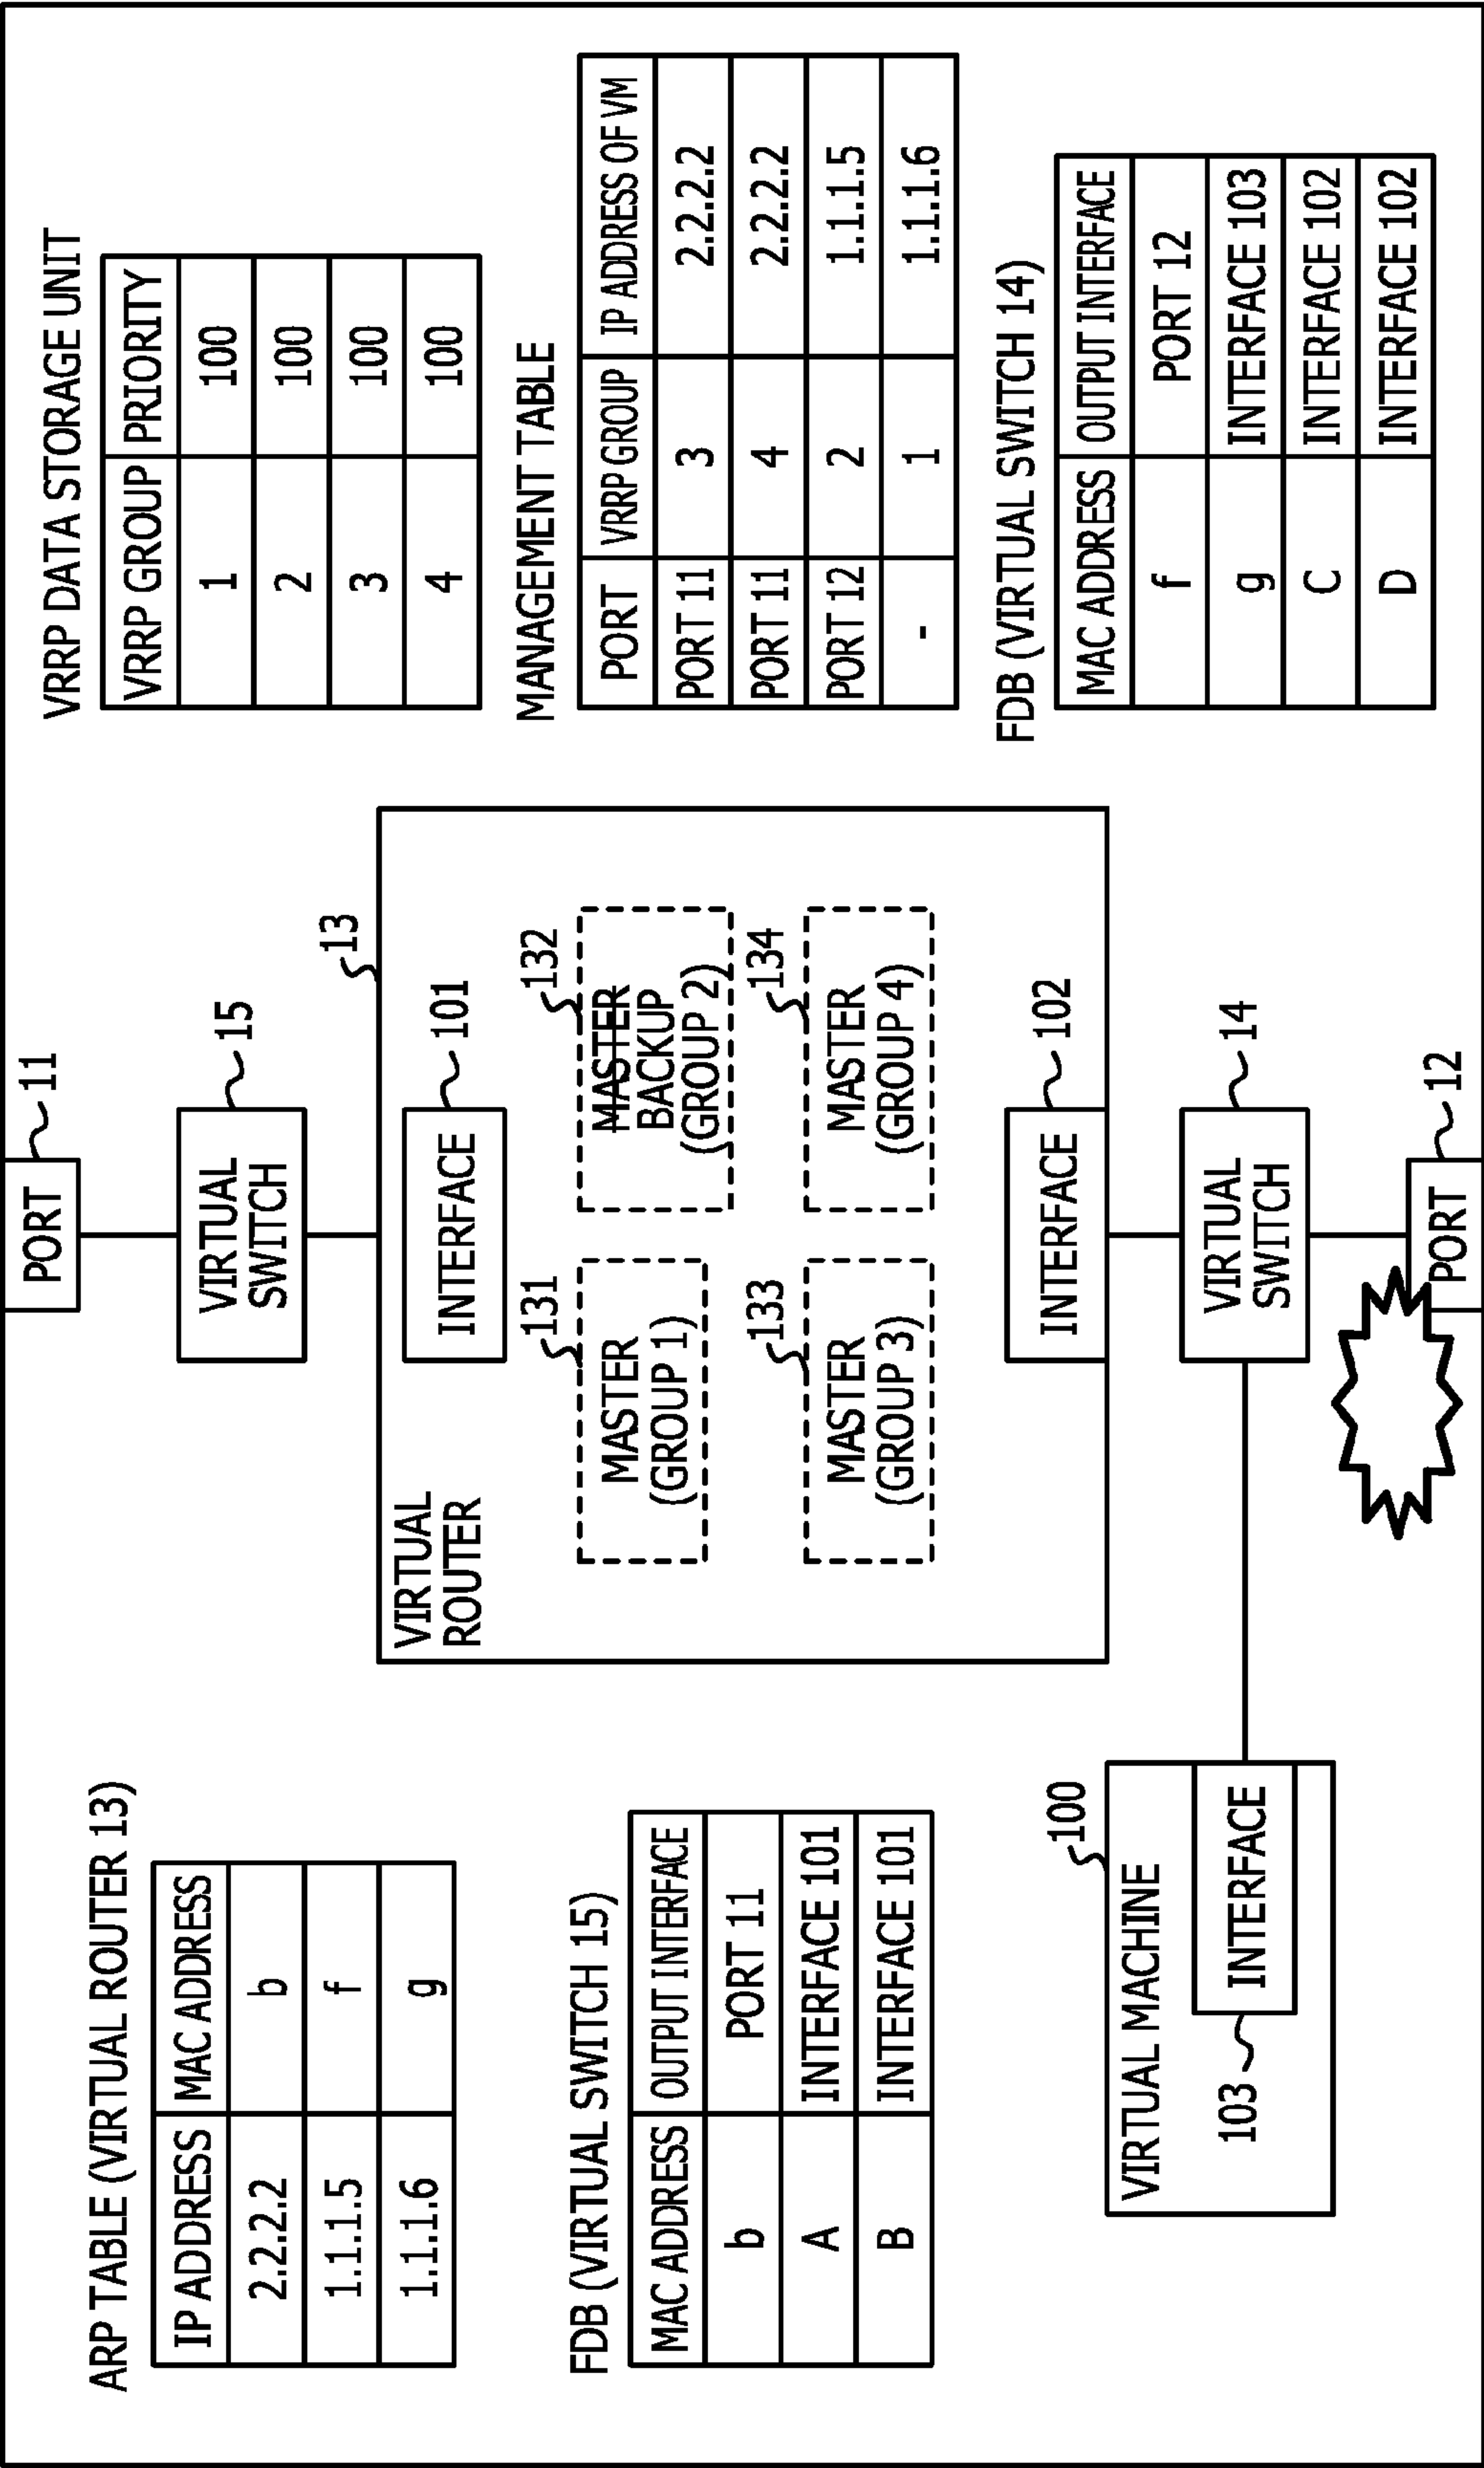 ARP TABLE (VIRTUAL ROUTER 13)
IP ADDRESS MAC ADDRESS
2.2.2.2 b
1.1.1.5 f
1.1.1.6 g
FDB (VIRTUAL SWITCH 15)
MAC ADDRESS OUTPUT INTERFACE
b PORT 11
A INTERFACE 101
B INTERFACE 101
100
VIRTUAL MACHINE
103
INTERFACE
PORT
11
VIRTUAL
SWITCH
15
13
VIRTUAL
ROUTER
INTERFACE
101
131
MASTER
(GROUP 1)
132
MASTER
BACKUP
(GROUP 2)
133
MASTER
(GROUP 3)
134
MASTER
(GROUP 4)
INTERFACE
102
VIRTUAL
SWITCH
14
PORT
12
VRRP DATA STORAGE UNIT
VRRP GROUP PRIORITY
1 100
2 100
3 100
4 100
MANAGEMENT TABLE
PORT VRRP GROUP IP ADDRESS OF VM
PORT 11 3 2.2.2.2
PORT 11 4 2.2.2.2
PORT 12 2 1.1.1.5
- 1 1.1.1.6
FDB (VIRTUAL SWITCH 14)
MAC ADDRESS OUTPUT INTERFACE
f PORT 12
g INTERFACE 103
C INTERFACE 102
D INTERFACE 102